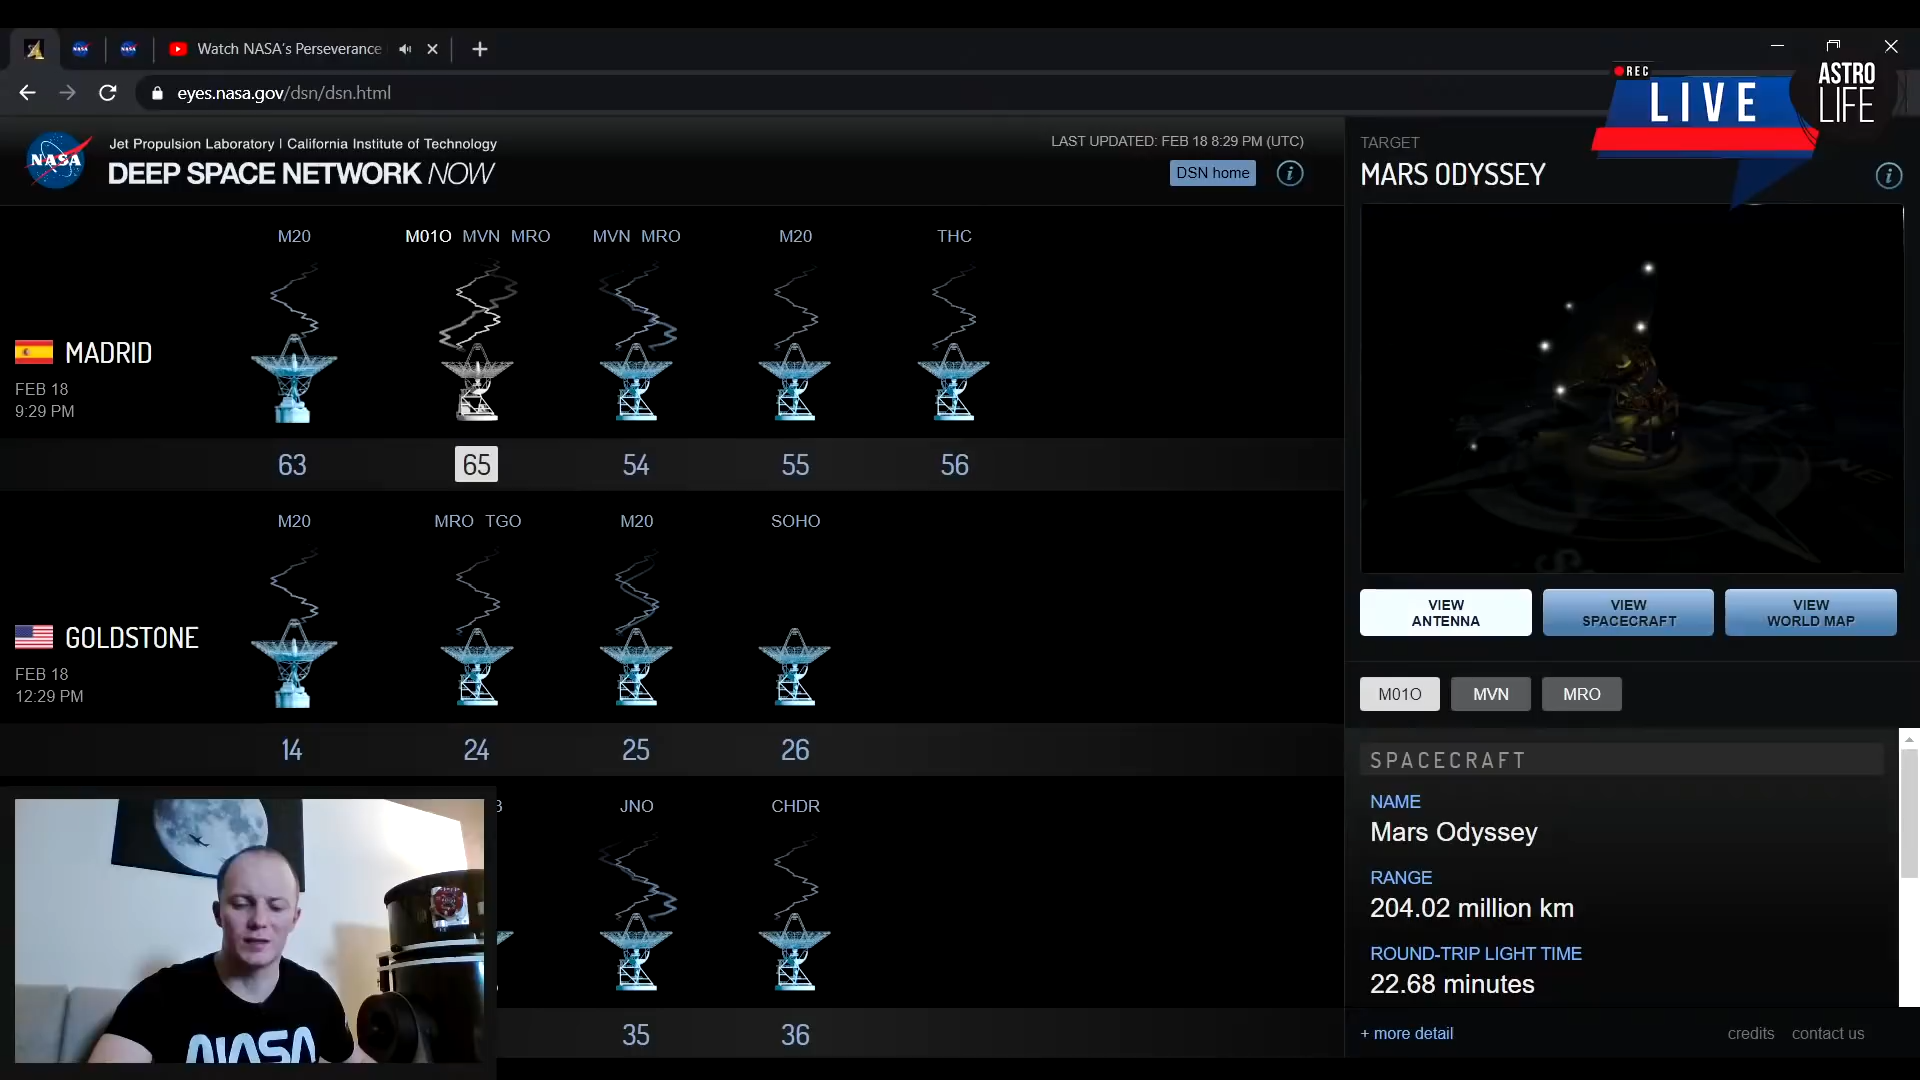 Watch NASA's Perseverance
eyes.nasa.gov/dsn/dsn.html
REC
LIVE
ASTRO
LIFE
NASA
Jet Propulsion Laboratory | California Institute of Technology
DEEP SPACE NETWORK NOW
LAST UPDATED: FEB 18 8:29 PM (UTC)
DSN home
i
TARGET
MARS ODYSSEY
i
M20
M01O MVN MRO
MVN MRO
M20
THC
MADRID
FEB 18
9:29 PM
63
65
54
55
56
M20
MRO TGO
M20
SOHO
GOLDSTONE
FEB 18
12:29 PM
14
24
25
26
JNO
CHDR
35
36
NASA
VIEW
ANTENNA
VIEW
SPACECRAFT
VIEW
WORLD MAP
M01O
MVN
MRO
SPACECRAFT
NAME
Mars Odyssey
RANGE
204.02 million km
ROUND-TRIP LIGHT TIME
22.68 minutes
+ more detail
credits
contact us